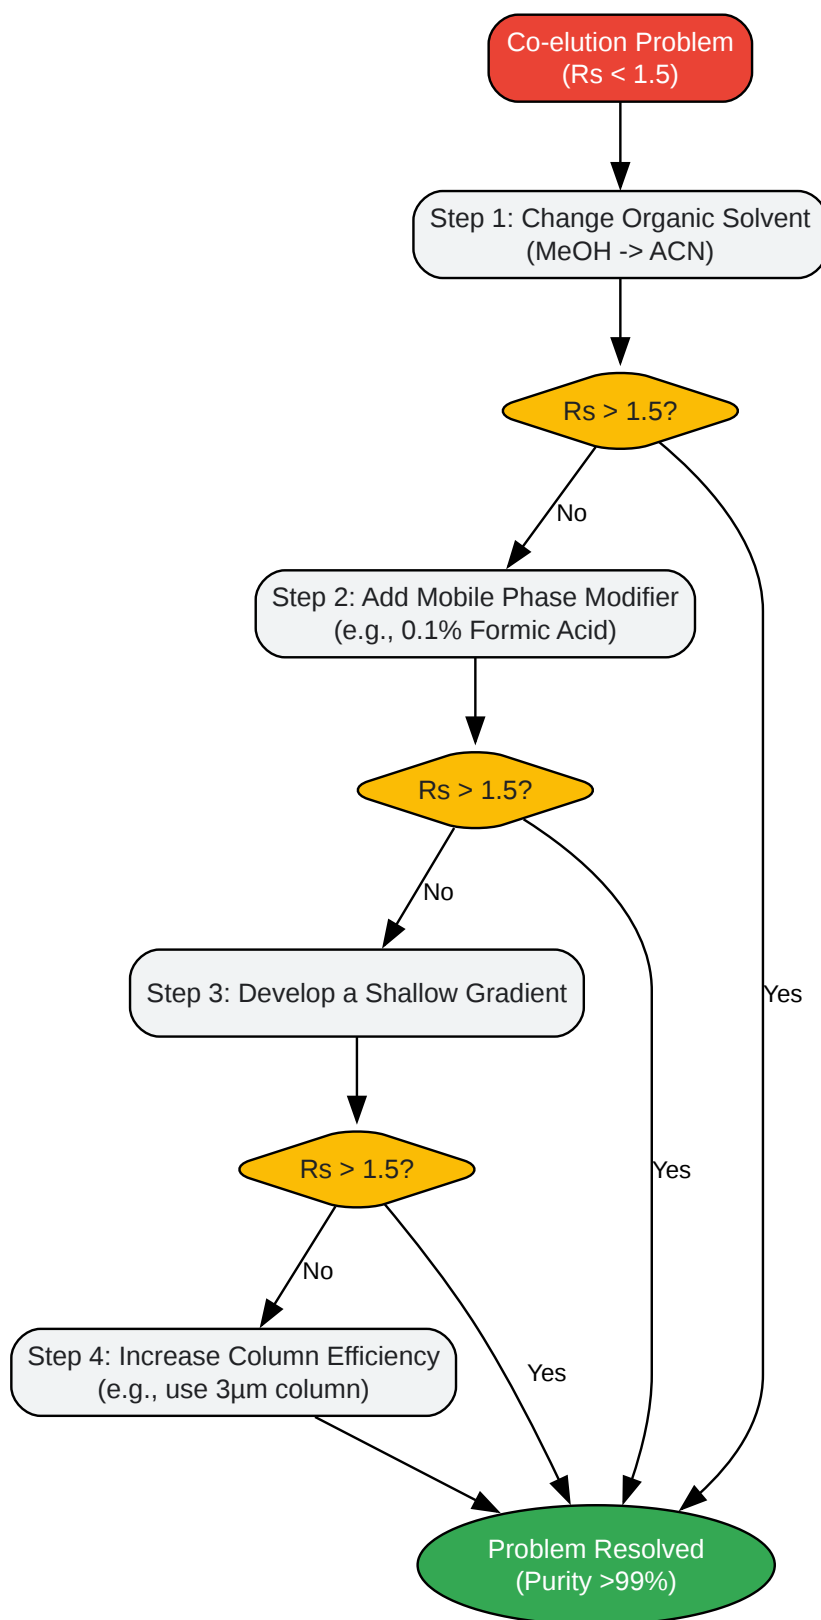 Co-elution Problem
(Rs < 1.5)
Step 1: Change Organic Solvent
(MeOH -> ACN)
Rs > 1.5?
No
Step 2: Add Mobile Phase Modifier
(e.g., 0.1% Formic Acid)
Rs > 1.5?
No
Step 3: Develop a Shallow Gradient
Yes
Rs > 1.5?
Yes
No
Step 4: Increase Column Efficiency
(e.g., use 3µm column)
Yes
Problem Resolved
(Purity >99%)